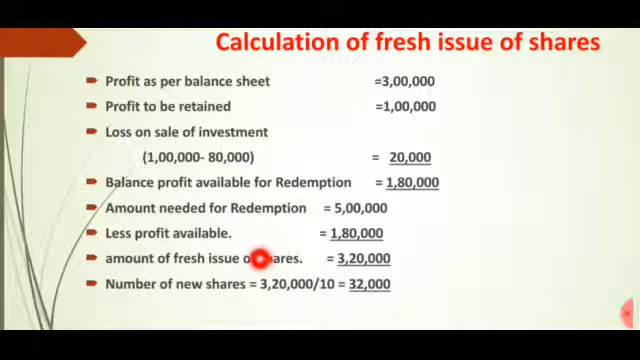 Calculation of fresh issue of shares
Profit as per balance sheet =3,00,000
Profit to be retained =1,00,000
Loss on sale of investment
(1,00,000- 80,000) = 20,000
Balance profit available for Redemption = 1,80,000
Amount needed for Redemption = 5,00,000
Less profit available. = 1,80,000
amount of fresh issue of shares. = 3,20,000
Number of new shares = 3,20,000/10 = 32,000